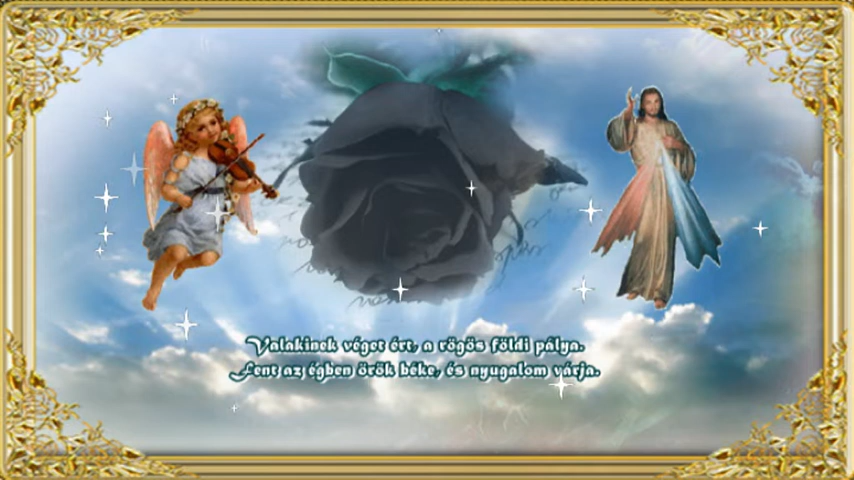 Valakinek véget ért, a rögös földi pálya.
Fent az égben örök béke, és nyugalom várja.